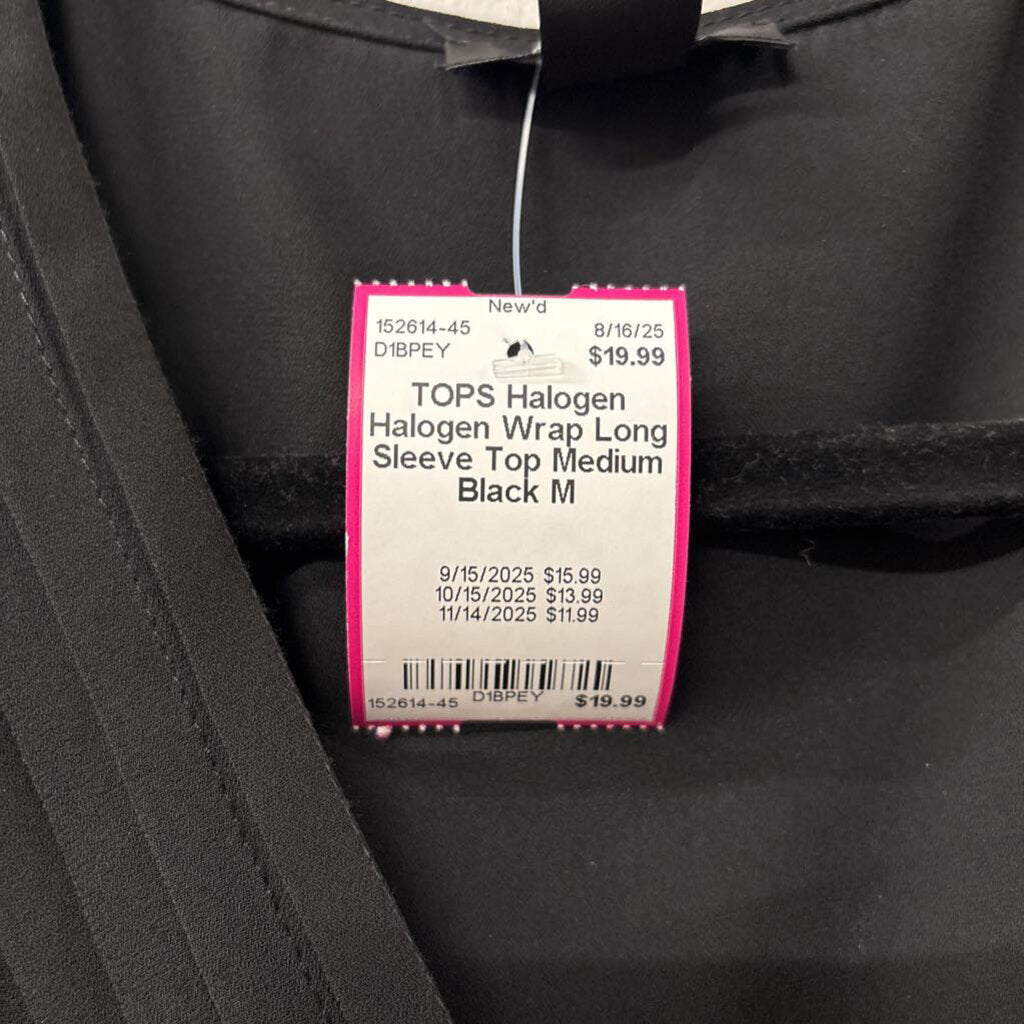 New'd
152614-45 8/16/25
D1BPEY $19.99
TOPS Halogen
Halogen Wrap Long
Sleeve Top Medium
Black M
9/15/2025 $15.99
10/15/2025 $13.99
11/14/2025 $11.99
152614-45 D1BPEY $19.99